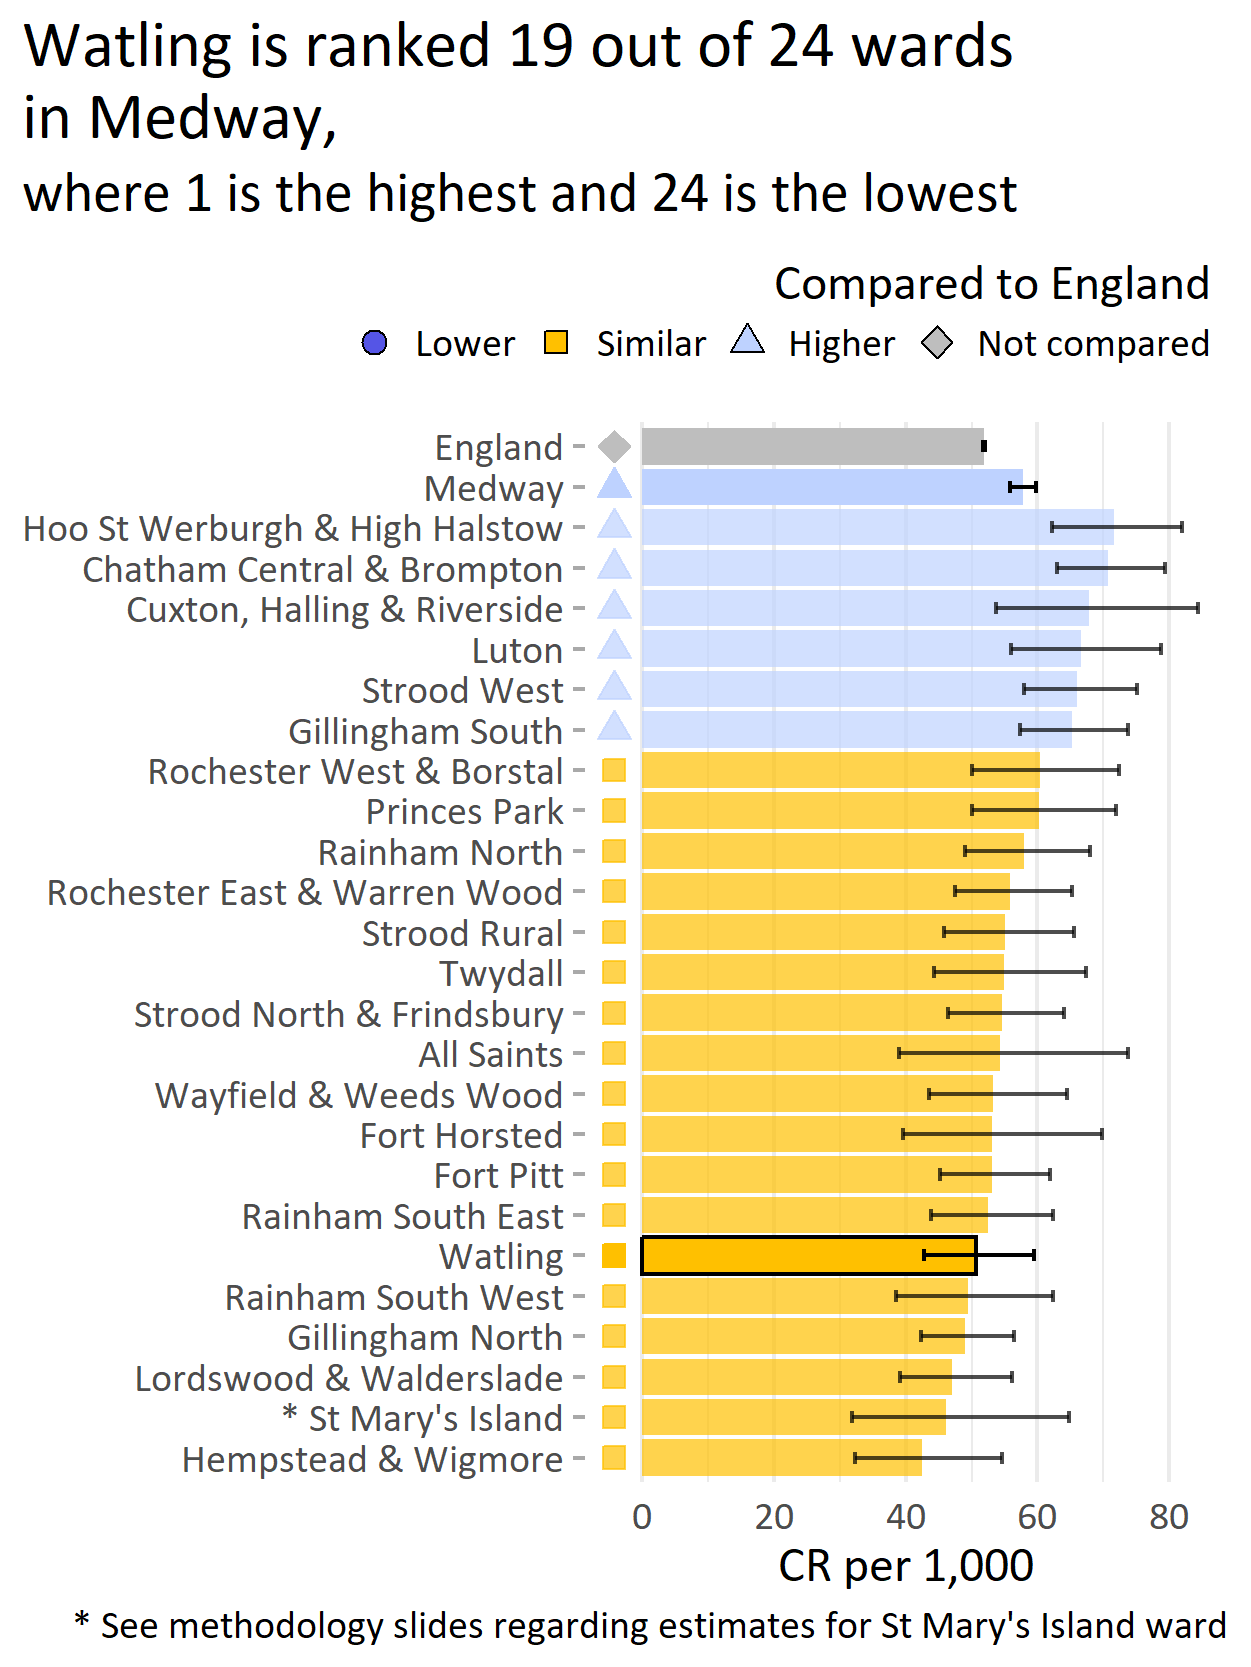 Watling is ranked 19 out of 24 wards
in Medway,
where 1 is the highest and 24 is the lowest
Compared to England
Lower Similar Higher Not compared
England
Medway
Hoo St Werburgh & High Halstow
Chatham Central & Brompton
Cuxton, Halling & Riverside
Luton
Strood West
Gillingham South
Rochester West & Borstal
Princes Park
Rainham North
Rochester East & Warren Wood
Strood Rural
Twydall
Strood North & Frindsbury
All Saints
Wayfield & Weeds Wood
Fort Horsted
Fort Pitt
Rainham South East
Watling
Rainham South West
Gillingham North
Lordswood & Walderslade
* St Mary's Island
Hempstead & Wigmore
0 20 40 60 80
CR per 1,000
* See methodology slides regarding estimates for St Mary's Island ward